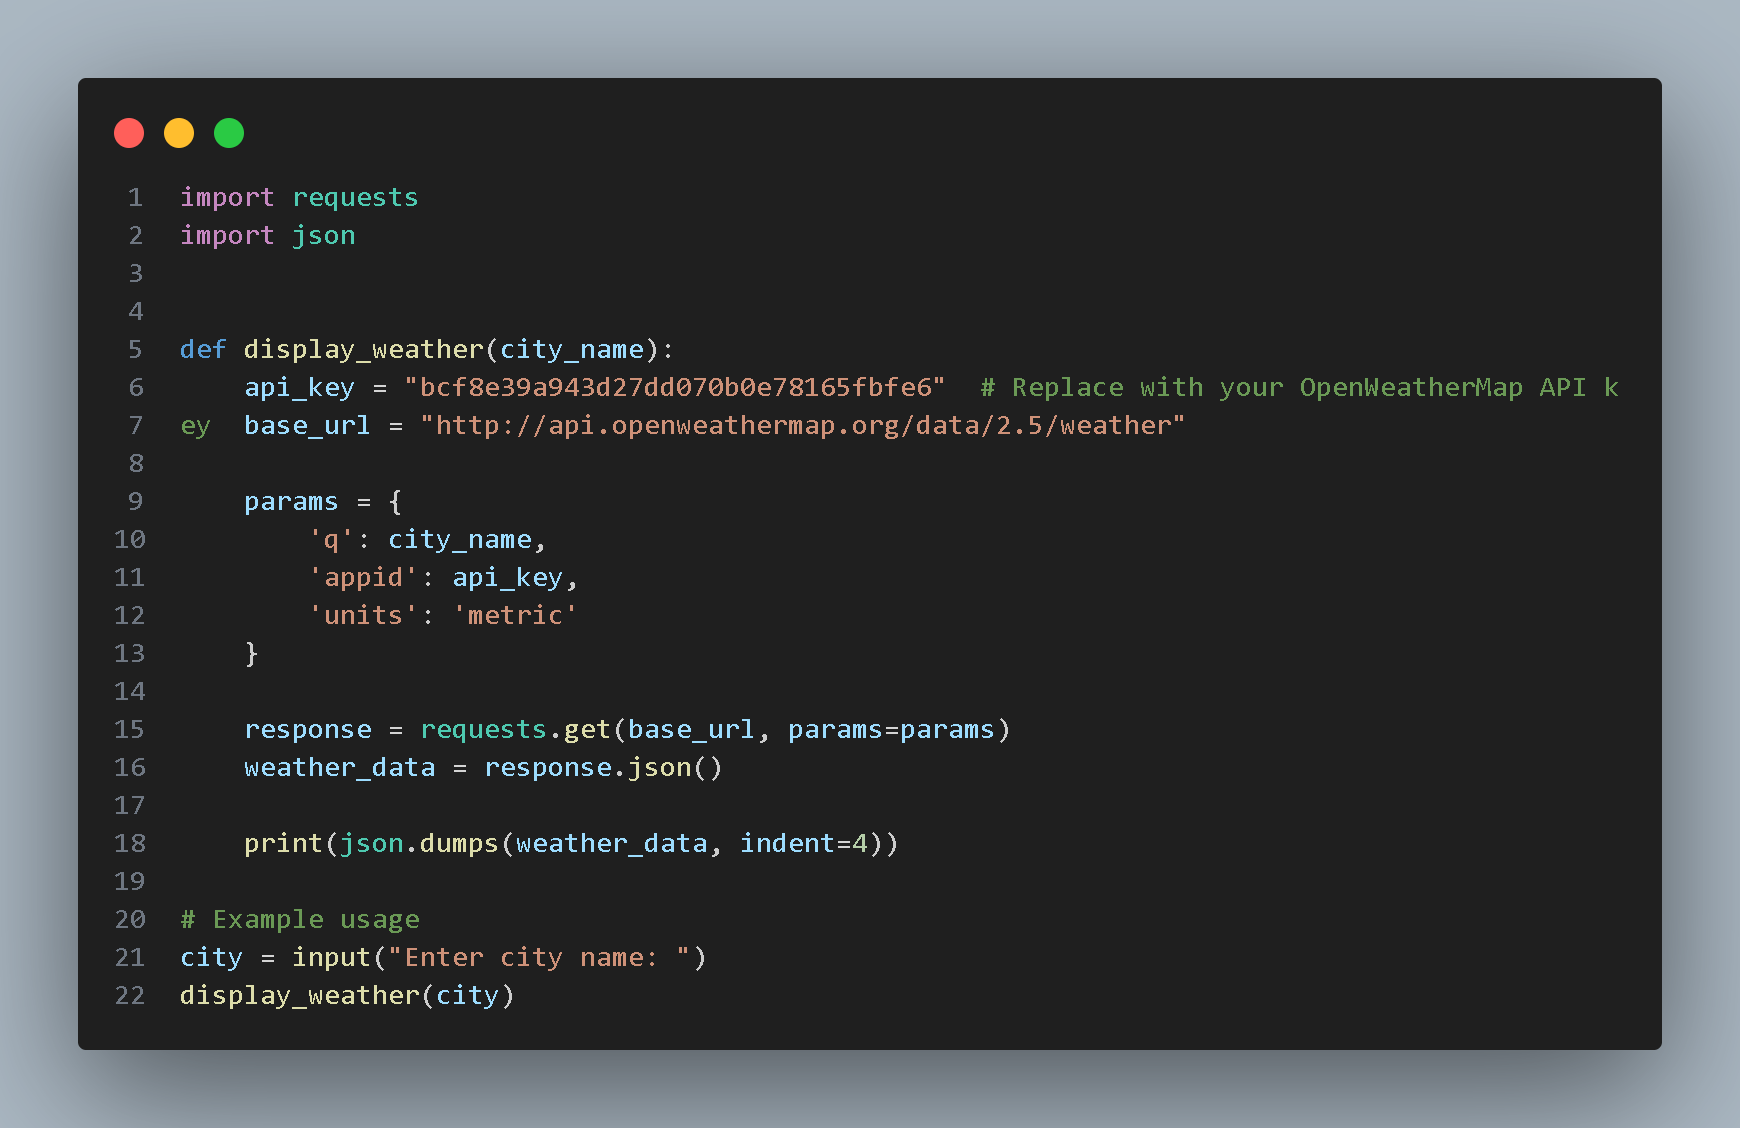 1 import requests
2 import json
3
4
5 def display_weather(city_name):
6     api_key = "bcf8e39a943d27dd070b0e78165fbfe6"  # Replace with your OpenWeatherMap API k
7 ey  base_url = "http://api.openweathermap.org/data/2.5/weather"
8
9     params = {
10         'q': city_name,
11         'appid': api_key,
12         'units': 'metric'
13     }
14
15     response = requests.get(base_url, params=params)
16     weather_data = response.json()
17
18     print(json.dumps(weather_data, indent=4))
19
20 # Example usage
21 city = input("Enter city name: ")
22 display_weather(city)